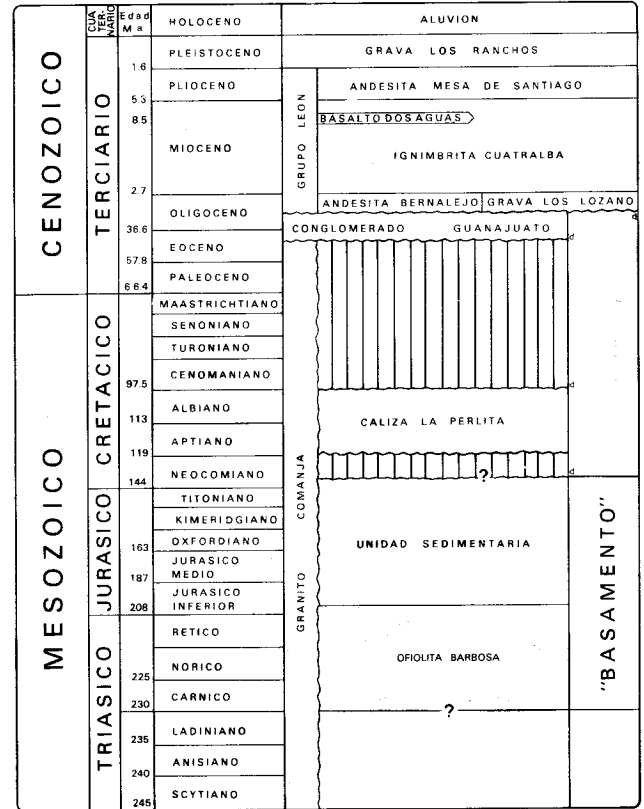 CUA
TER-
NARIO
Edad
M a
HOLOCENO
ALUVION
PLEISTOCENO
GRAVA LOS RANCHOS
1.6
PLIOCENO
ANDESITA MESA DE SANTIAGO
5.3
8.5
BASALTO DOS AGUAS
MIOCENO
IGNIMBRITA CUATRALBA
GRUPO LEON
CENOZOICO
TERCIARIO
2.7
ANDESITA BERNALEJO
GRAVA LOS LOZANO
OLIGOCENO
d
36.6
CONGLOMERADO GUANAJUATO
EOCENO
d
57.8
PALEOCENO
66.4
MAASTRICHTIANO
SENONIANO
TURONIANO
CENOMANIANO
97.5
d
ALBIANO
CALIZA LA PERLITA
113
APTIANO
119
NEOCOMIANO
?
d
144
CRETACICO
TITONIANO
KIMERIDGIANO
OXFORDIANO
UNIDAD SEDIMENTARIA
163
JURASICO
MEDIO
187
JURASICO
INFERIOR
208
JURASICO
MESOZOICO
GRANITO COMANJA
RETICO
OFIOLITA BARBOSA
NORICO
225
CARNICO
230
?
"BASAMENTO"
LADINIANO
235
ANISIANO
240
SCYTIANO
245
TRIASICO